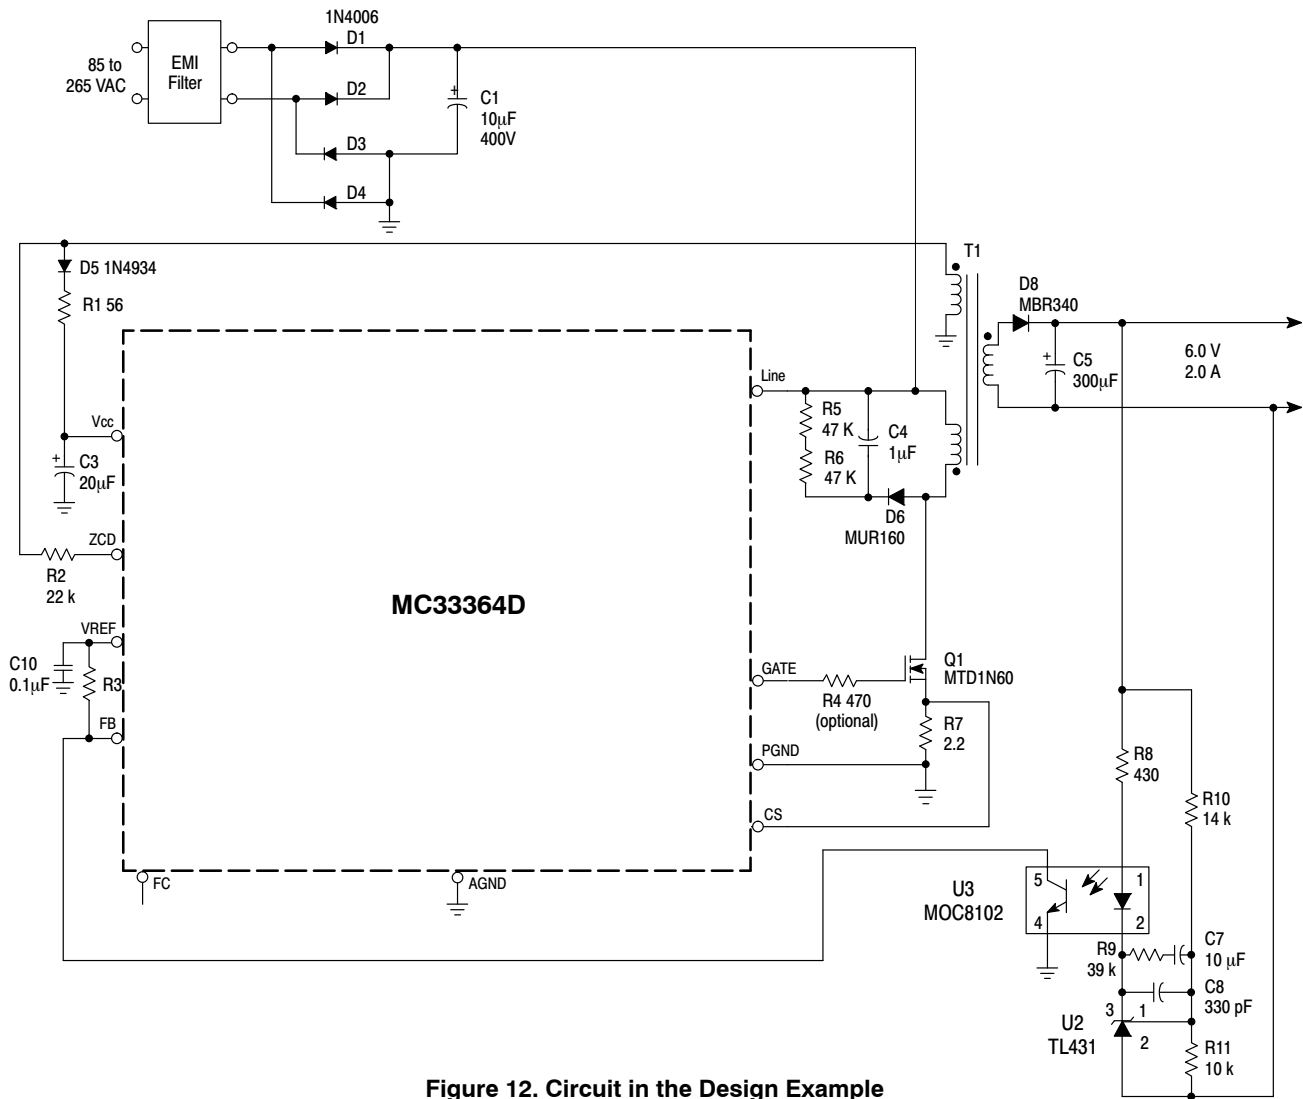 1N4006
D1
85 to
265 VAC
EMI
Filter
D2
+
C1
10μF
400V
D3
D4
D5 1N4934
R1 56
T1
D8
MBR340
+
C5
300μF
6.0 V
2.0 A
Line
R5
47 K
C4
1μF
R6
47 K
D6
MUR160
Vcc
+
C3
20μF
ZCD
R2
22 k
MC33364D
VREF
C10
0.1μF
R3
FB
GATE
R4 470
(optional)
Q1
MTD1N60
R7
2.2
PGND
CS
FC
AGND
R8
430
R10
14 k
U3
MOC8102
5
4
1
2
R9
39 k
C7
10 μF
C8
330 pF
U2
TL431
3
1
2
R11
10 k
Figure 12. Circuit in the Design Example